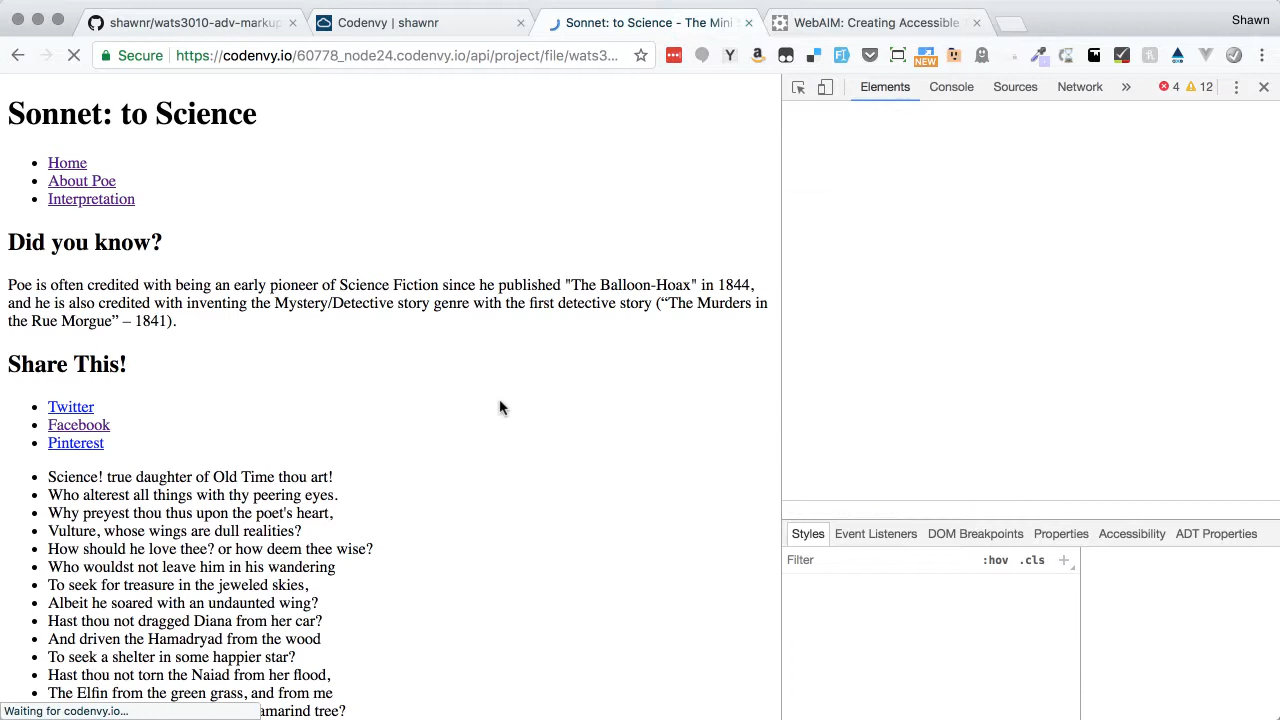 shawnr/wats3010-adv-markup
Codenvy | shawnr
Sonnet: to Science - The Mini S
WebAIM: Creating Accessible
Shawn
Secure
https://codenvy.io/60778_node24.codenvy.io/api/project/file/wats3...
NEW
Elements
Console
Sources
Network
»
4
12
Sonnet: to Science
Home
About Poe
Interpretation
Did you know?
Poe is often credited with being an early pioneer of Science Fiction since he published "The Balloon-Hoax" in 1844,
and he is also credited with inventing the Mystery/Detective story genre with the first detective story (“The Murders in
the Rue Morgue” – 1841).
Share This!
Twitter
Facebook
Pinterest
Science! true daughter of Old Time thou art!
Who alterest all things with thy peering eyes.
Why preyest thou thus upon the poet's heart,
Vulture, whose wings are dull realities?
How should he love thee? or how deem thee wise?
Who wouldst not leave him in his wandering
To seek for treasure in the jeweled skies,
Albeit he soared with an undaunted wing?
Hast thou not dragged Diana from her car?
And driven the Hamadryad from the wood
To seek a shelter in some happier star?
Hast thou not torn the Naiad from her flood,
The Elfin from the green grass, and from me
amarind tree?
Waiting for codenvy.io...
Styles
Event Listeners
DOM Breakpoints
Properties
Accessibility
ADT Properties
Filter
:hov
.cls